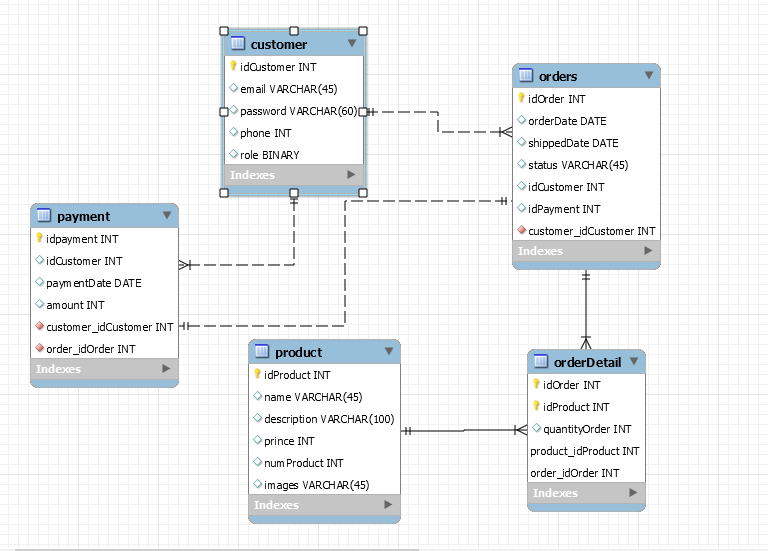 customer
idCustomer INT
email VARCHAR(45)
password VARCHAR(60)
phone INT
role BINARY
Indexes
orders
idOrder INT
orderDate DATE
shippedDate DATE
status VARCHAR(45)
idCustomer INT
idPayment INT
customer_idCustomer INT
Indexes
payment
idpayment INT
idCustomer INT
paymentDate DATE
amount INT
customer_idCustomer INT
order_idOrder INT
Indexes
product
idProduct INT
name VARCHAR(45)
description VARCHAR(100)
prince INT
numProduct INT
images VARCHAR(45)
Indexes
orderDetail
idOrder INT
idProduct INT
quantityOrder INT
product_idProduct INT
order_idOrder INT
Indexes